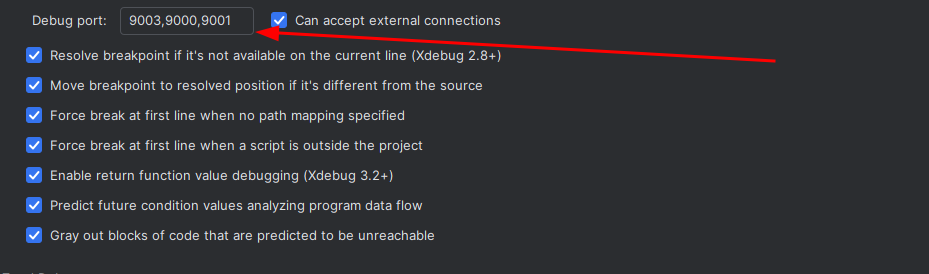 Debug port: 9003,9000,9001 Can accept external connections
Resolve breakpoint if it's not available on the current line (Xdebug 2.8+)
Move breakpoint to resolved position if it's different from the source
Force break at first line when no path mapping specified
Force break at first line when a script is outside the project
Enable return function value debugging (Xdebug 3.2+)
Predict future condition values analyzing program data flow
Gray out blocks of code that are predicted to be unreachable